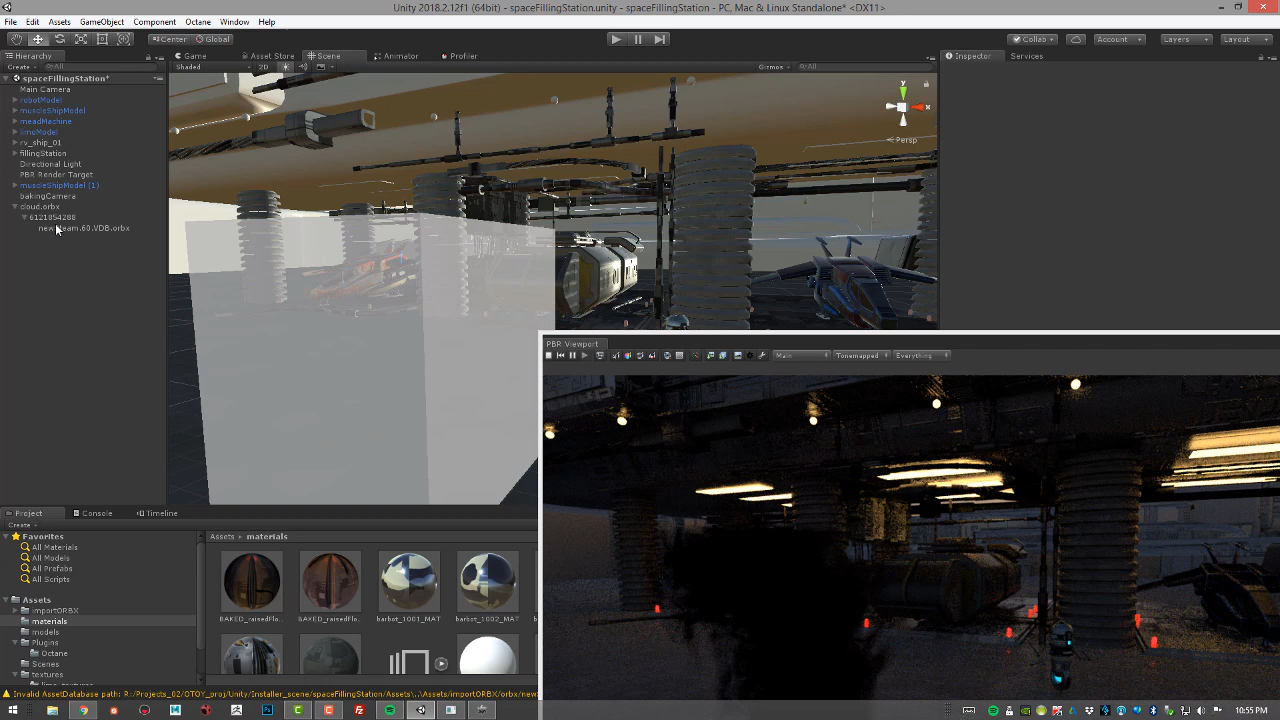 Unity 2018.2.12f1 (64bit) - spaceFillingStation.unity - spaceFillingStation - PC, Mac & Linux Standalone* <DX11>
File Edit Assets GameObject Component Octane Window Help
Center Global Collab Account Layers Layout
Hierarchy Game Asset Store Scene Animator Profiler Inspector Services
Create All Shaded 2D Gizmos All
spaceFillingStation*
Main Camera
robotModel
muscleShipModel
meadMachine
limoModel
rv_ship_01
fillingStation
Directional Light
PBR Render Target
muscleShipModel (1)
bakingCamera
cloud.orbx
6121854288
.60.VDB.orbx
y
x
Persp
PBR Viewport
Main Tonemapped Everything
Project Console Timeline
Create
Favorites
All Materials
All Models
All Prefabs
All Scripts
Assets
importORBX
materials
models
Plugins
Octane
Scenes
textures
Assets materials
BAKED_raisedFlo.. BAKED_raisedFlo.. barbot_1001_MAT barbot_1002_MAT
Invalid AssetDatabase path: R:/Projects_02/OTOY_proj/Unity/Installer_scene/spaceFillingStation/Assets\..\Assets/importORBX/orbx/new
10:55 PM